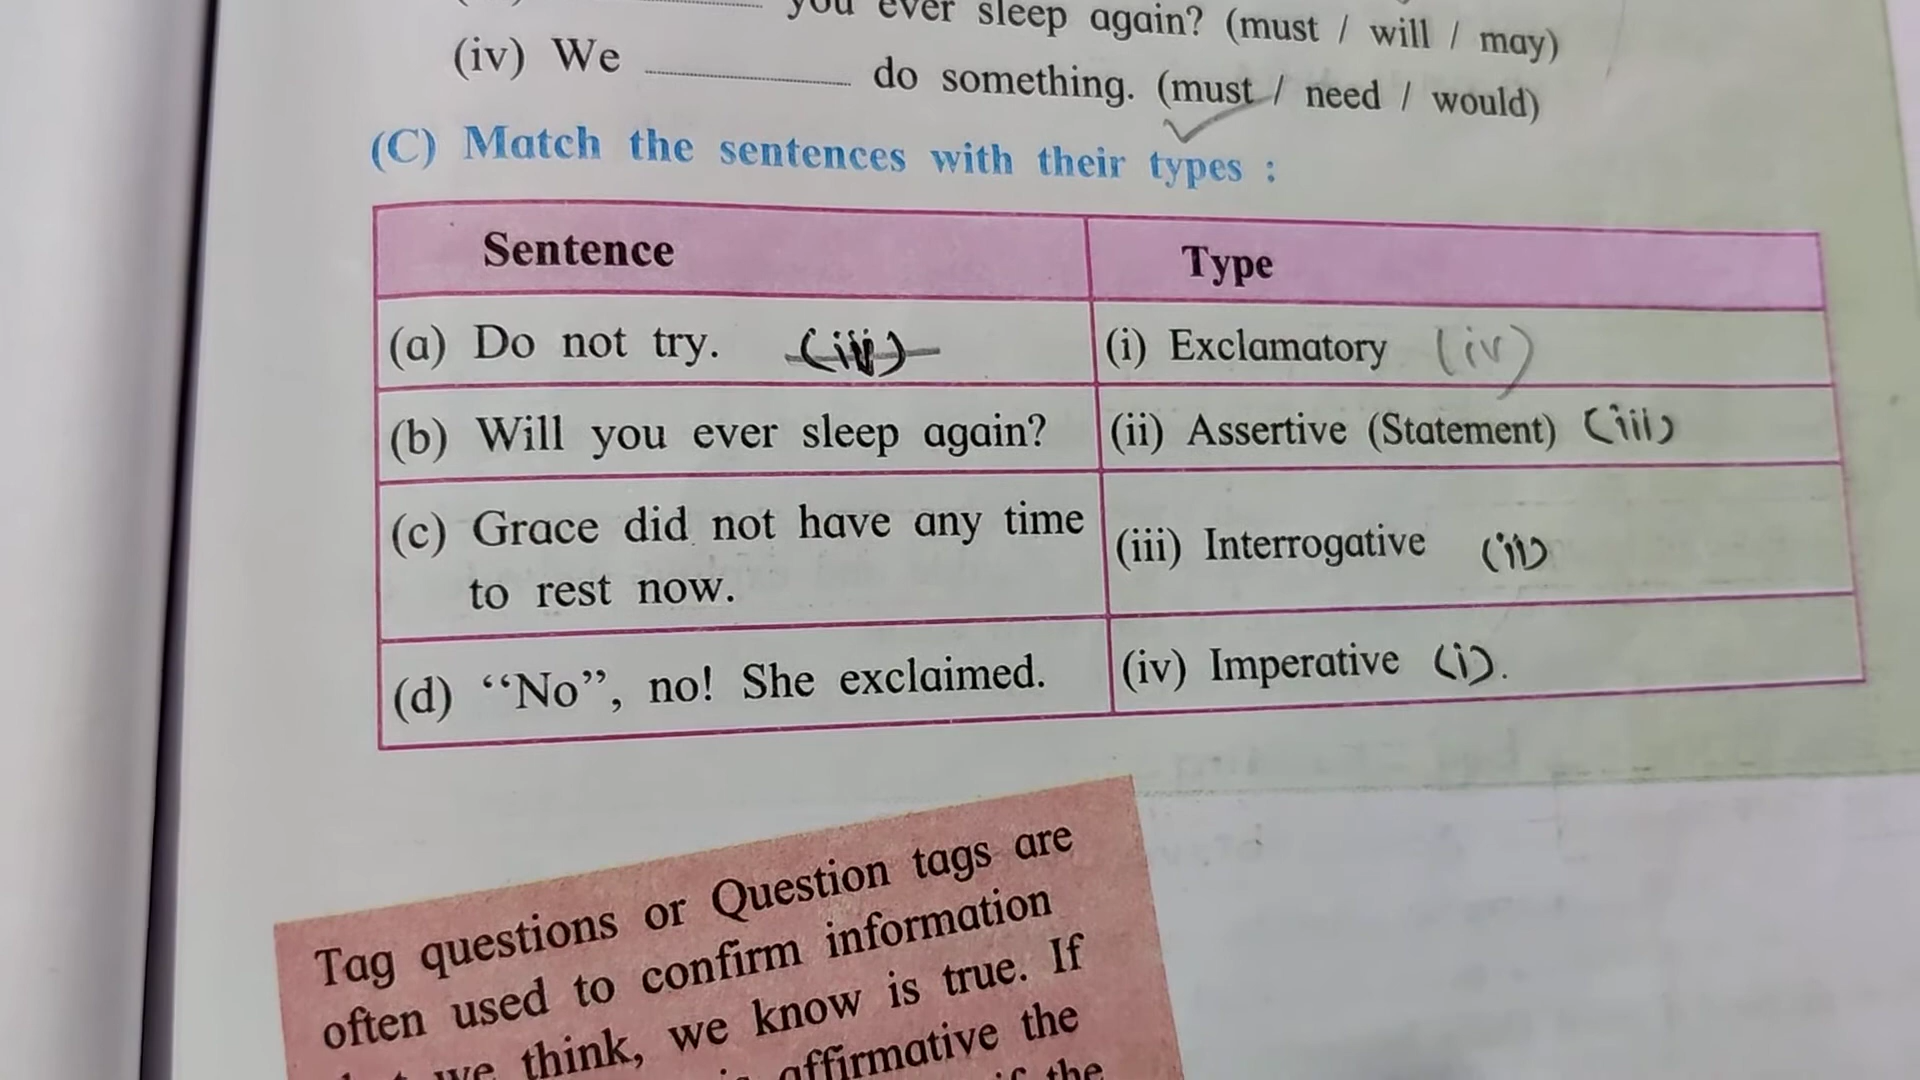 you ever sleep again? (must / will / may)
(iv) We do something. (must / need / would)
(C) Match the sentences with their types :
Sentence Type
(a) Do not try. (i) Exclamatory (iv)
(b) Will you ever sleep again? (ii) Assertive (Statement) (iii)
(c) Grace did not have any time
to rest now. (iii) Interrogative (ii)
(d) “No”, no! She exclaimed. (iv) Imperative (i).
Tag questions or Question tags are
often used to confirm information
we think, we know is true. If
affirmative the
the